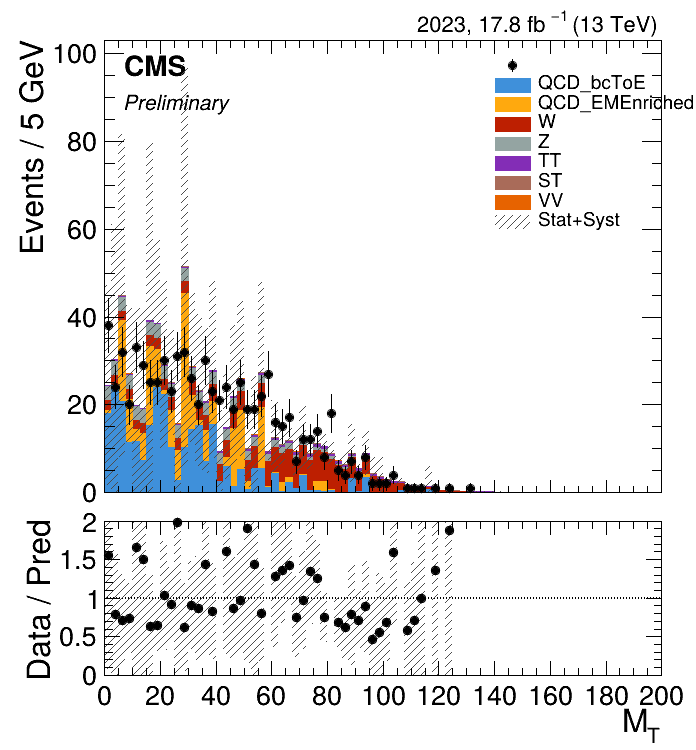 2023, 17.8 fb⁻¹ (13 TeV)
Events / 5 GeV
100
80
60
40
20
0
CMS
Preliminary
QCD_bcToE
QCD_EMEnriched
W
Z
TT
ST
VV
Stat+Syst
Data / Pred
2
1.5
1
0.5
0
0 20 40 60 80 100 120 140 160 180 200
M_T